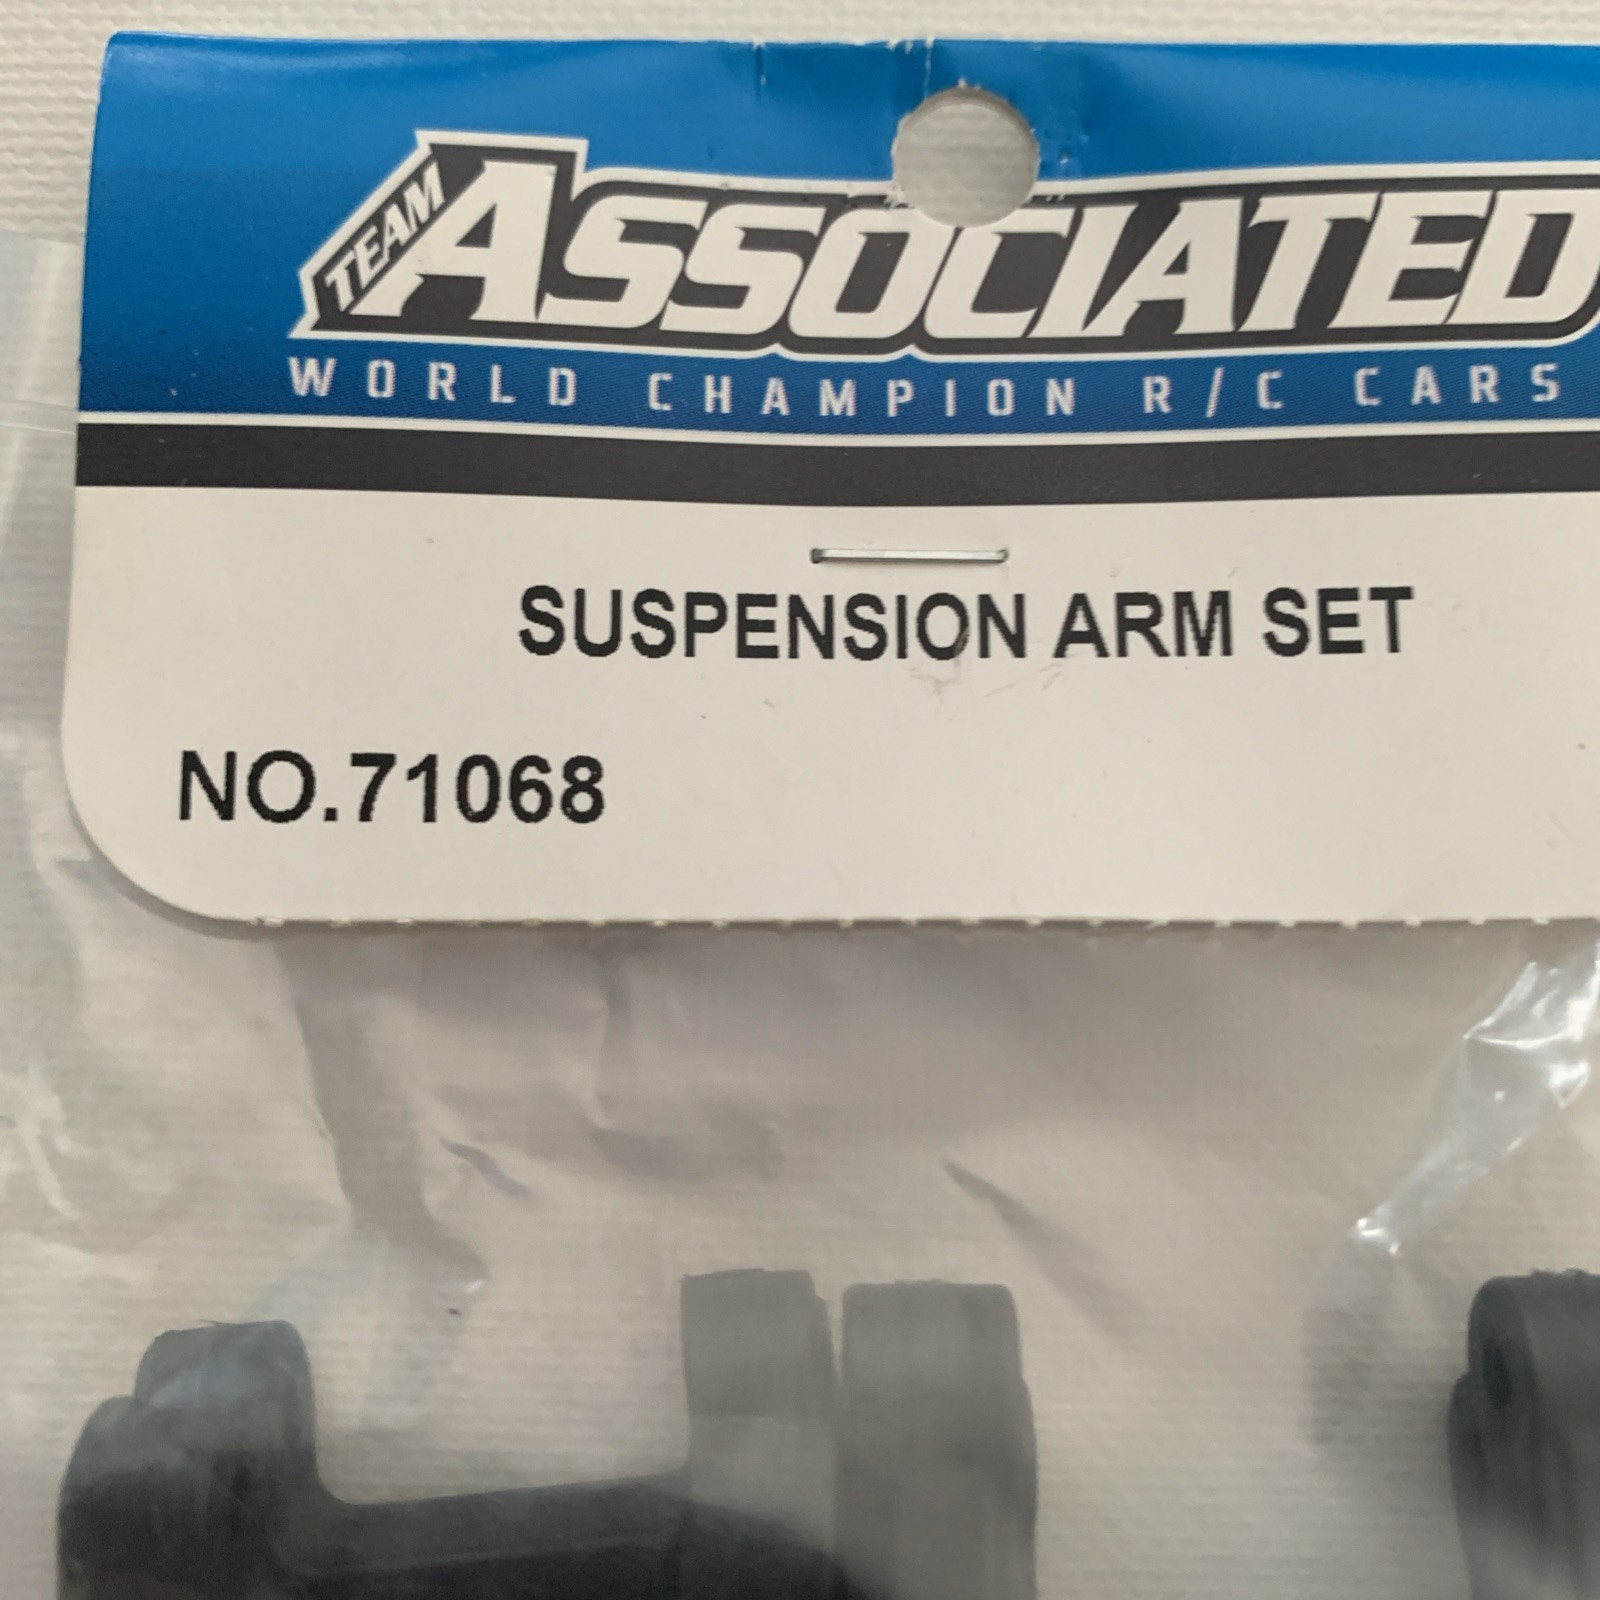 TEAM ASSOCIATED
WORLD CHAMPION R/C CARS
SUSPENSION ARM SET
NO.71068